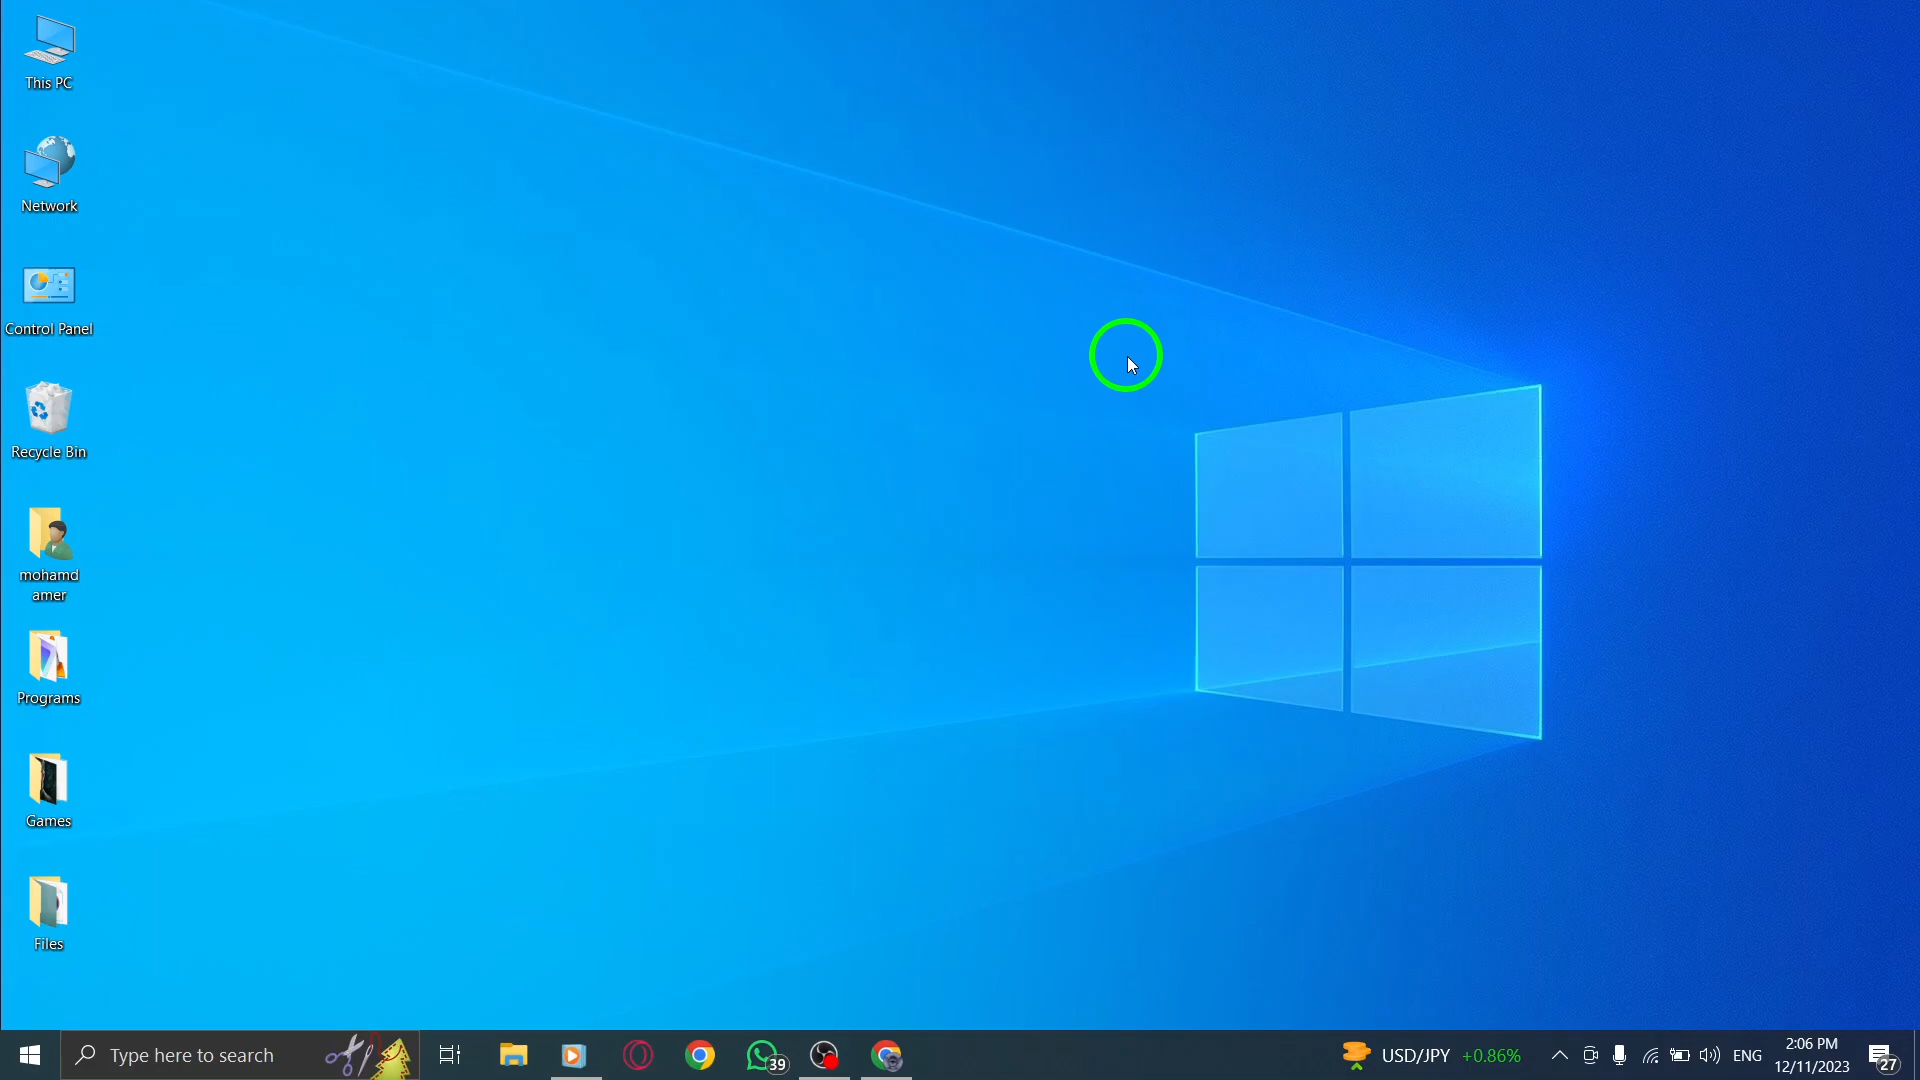 This PC
Network
Control Panel
Recycle Bin
mohamd
amer
Programs
Games
Files
Type here to search
39
USD/JPY +0.86%
ENG
2:06 PM
12/11/2023
27